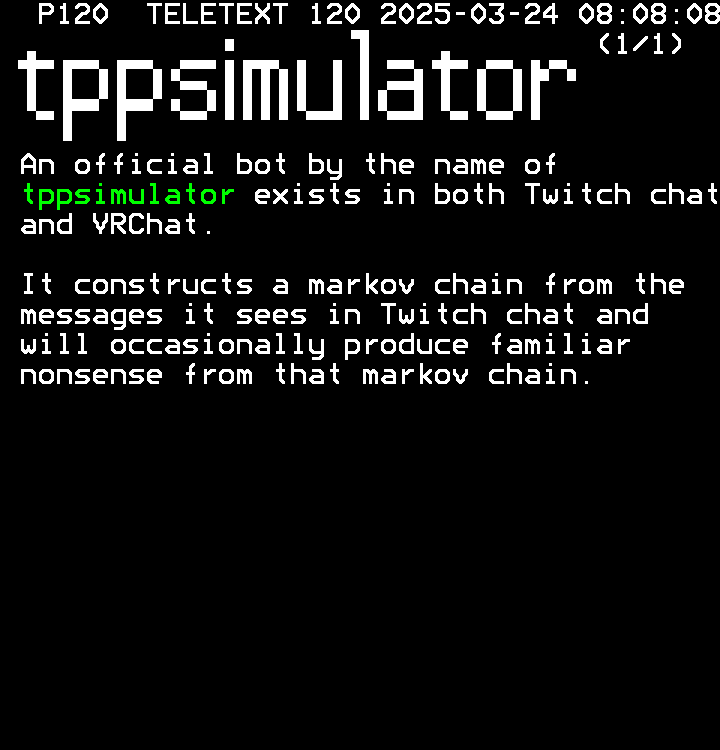 P120 TELETEXT 120 2025-03-24 08:08:08
(1/1)
tppsimulator
An official bot by the name of
tppsimulator exists in both Twitch chat
and VRChat.
It constructs a markov chain from the
messages it sees in Twitch chat and
will occasionally produce familiar
nonsense from that markov chain.